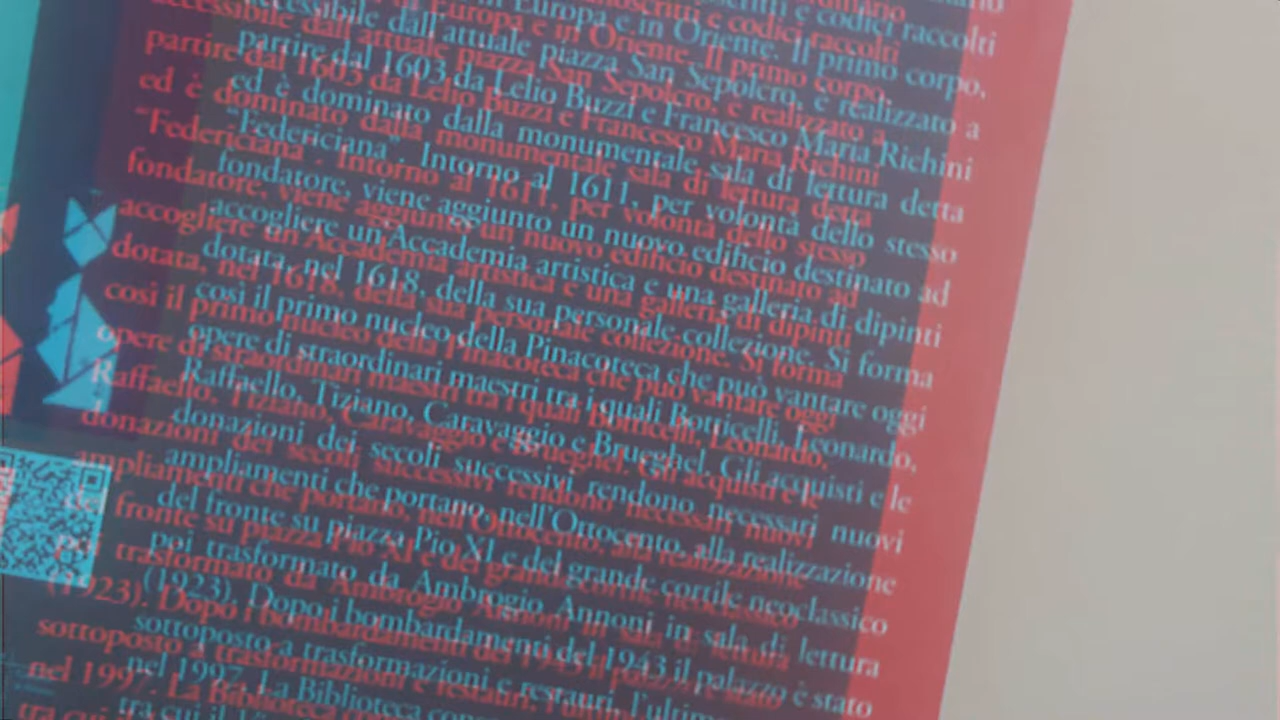 manoscritti e codici raccolti
in Europa e in Oriente. Il primo corpo,
accessibile dall'attuale piazza San Sepolcro, è realizzato a
partire dal 1603 da Lelio Buzzi e Francesco Maria Richini
ed è dominato dalla monumentale sala di lettura detta
“Federiciana”. Intorno al 1611, per volontà dello stesso
fondatore, viene aggiunto un nuovo edificio destinato ad
accogliere un'Accademia artistica e una galleria di dipinti
dotata, nel 1618, della sua personale collezione. Si forma
così il primo nucleo della Pinacoteca che può vantare oggi
opere di straordinari maestri tra i quali Botticelli, Leonardo,
Raffaello, Tiziano, Caravaggio e Brueghel. Gli acquisti e le
donazioni dei secoli successivi rendono necessari nuovi
ampliamenti che portano, nell'Ottocento, alla realizzazione
del fronte su piazza Pio XI e del grande cortile neoclassico
poi trasformato da Ambrogio Annoni in sala di lettura
(1923). Dopo i bombardamenti del 1943 il palazzo è stato
sottoposto a trasformazioni e restauri, l'ultimo
nel 1997. La Biblioteca
tra cui il